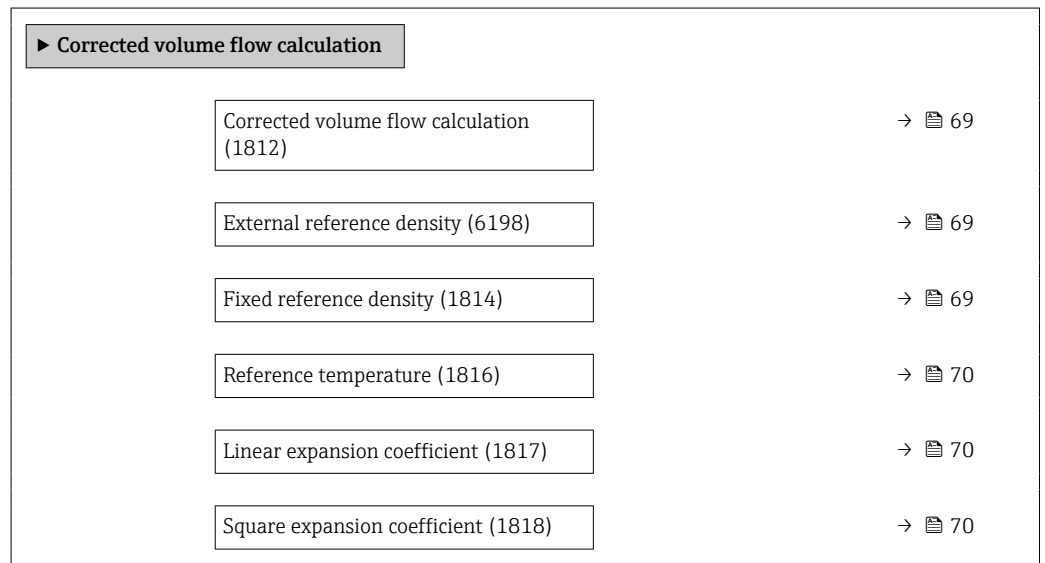 ▶ Corrected volume flow calculation
Corrected volume flow calculation → 69
(1812)
External reference density (6198) → 69
Fixed reference density (1814) → 69
Reference temperature (1816) → 70
Linear expansion coefficient (1817) → 70
Square expansion coefficient (1818) → 70